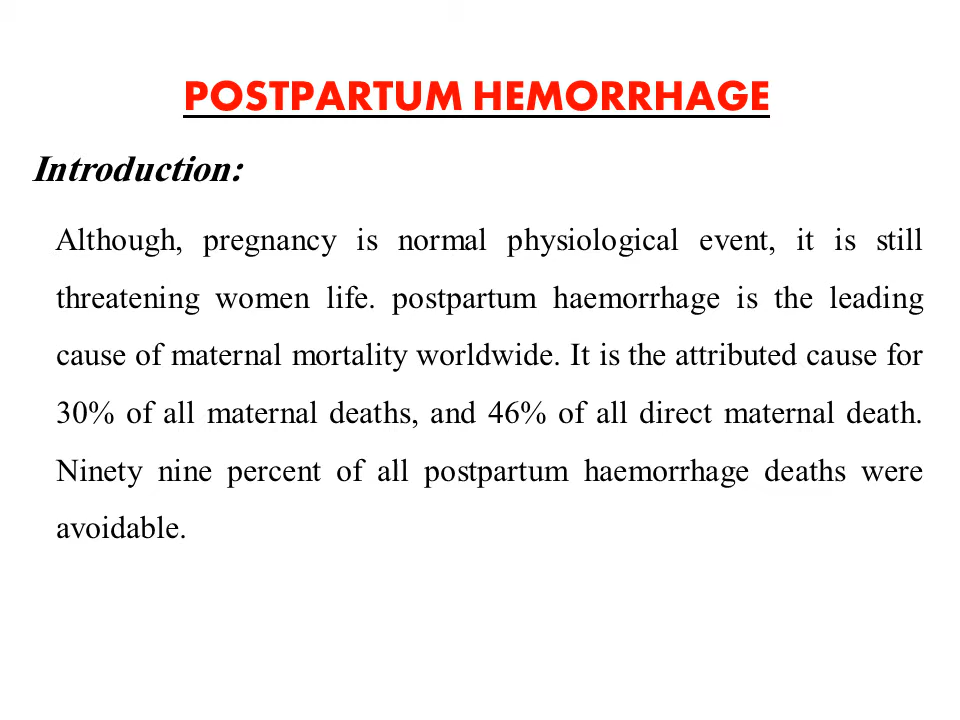 POSTPARTUM HEMORRHAGE
Introduction:
Although, pregnancy is normal physiological event, it is still
threatening women life. postpartum haemorrhage is the leading
cause of maternal mortality worldwide. It is the attributed cause for
30% of all maternal deaths, and 46% of all direct maternal death.
Ninety nine percent of all postpartum haemorrhage deaths were
avoidable.